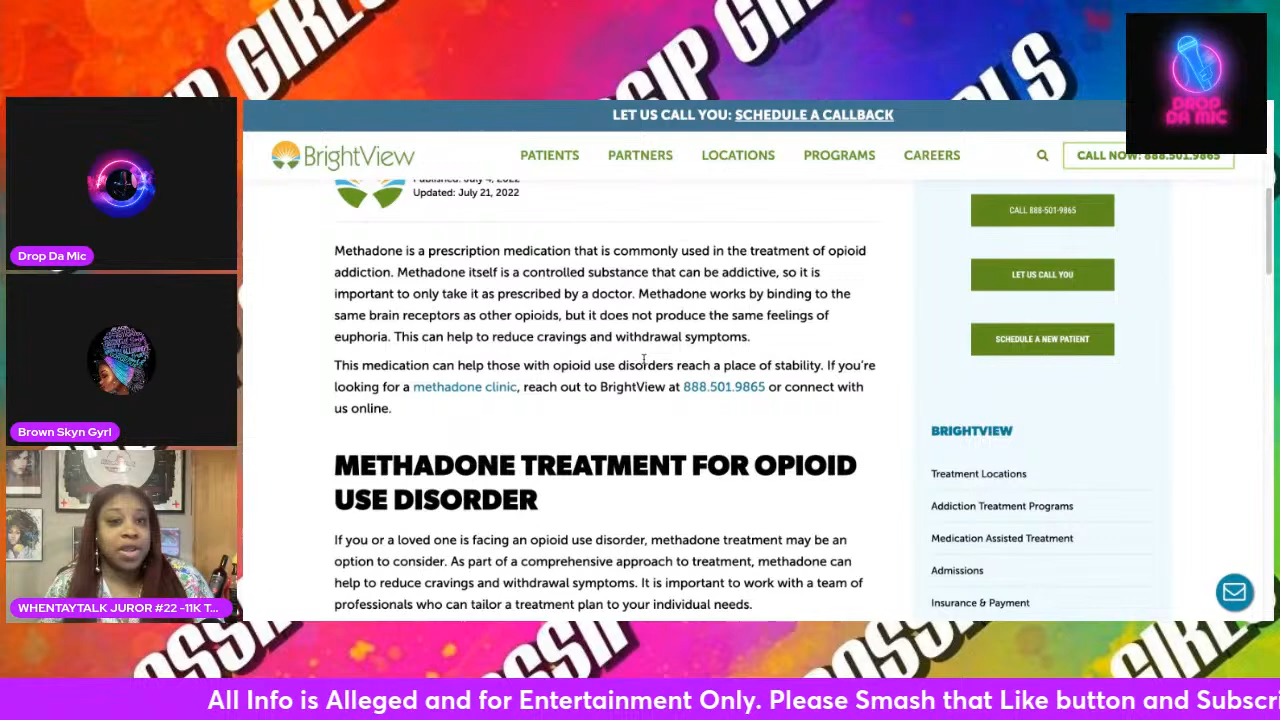 SIP GIRLS
SSIP GIRLS
DROP
DA MIC
LET US CALL YOU: SCHEDULE A CALLBACK
BrightView
PATIENTS
PARTNERS
LOCATIONS
PROGRAMS
CAREERS
CALL NOW: 888.501.9865
Published: July 4, 2022
Updated: July 21, 2022
Methadone is a prescription medication that is commonly used in the treatment of opioid
addiction. Methadone itself is a controlled substance that can be addictive, so it is
important to only take it as prescribed by a doctor. Methadone works by binding to the
same brain receptors as other opioids, but it does not produce the same feelings of
euphoria. This can help to reduce cravings and withdrawal symptoms.
This medication can help those with opioid use disorders reach a place of stability. If you're
looking for a methadone clinic, reach out to BrightView at 888.501.9865 or connect with
us online.
METHADONE TREATMENT FOR OPIOID
USE DISORDER
If you or a loved one is facing an opioid use disorder, methadone treatment may be an
option to consider. As part of a comprehensive approach to treatment, methadone can
help to reduce cravings and withdrawal symptoms. It is important to work with a team of
professionals who can tailor a treatment plan to your individual needs.
CALL 888-501-9865
LET US CALL YOU
SCHEDULE A NEW PATIENT
BRIGHTVIEW
Treatment Locations
Addiction Treatment Programs
Medication Assisted Treatment
Admissions
Insurance & Payment
Drop Da Mic
Brown Skyn Gyrl
WHENTAYTALK JUROR #22 -11K T...
All Info is Alleged and for Entertainment Only. Please Smash that Like button and Subscri